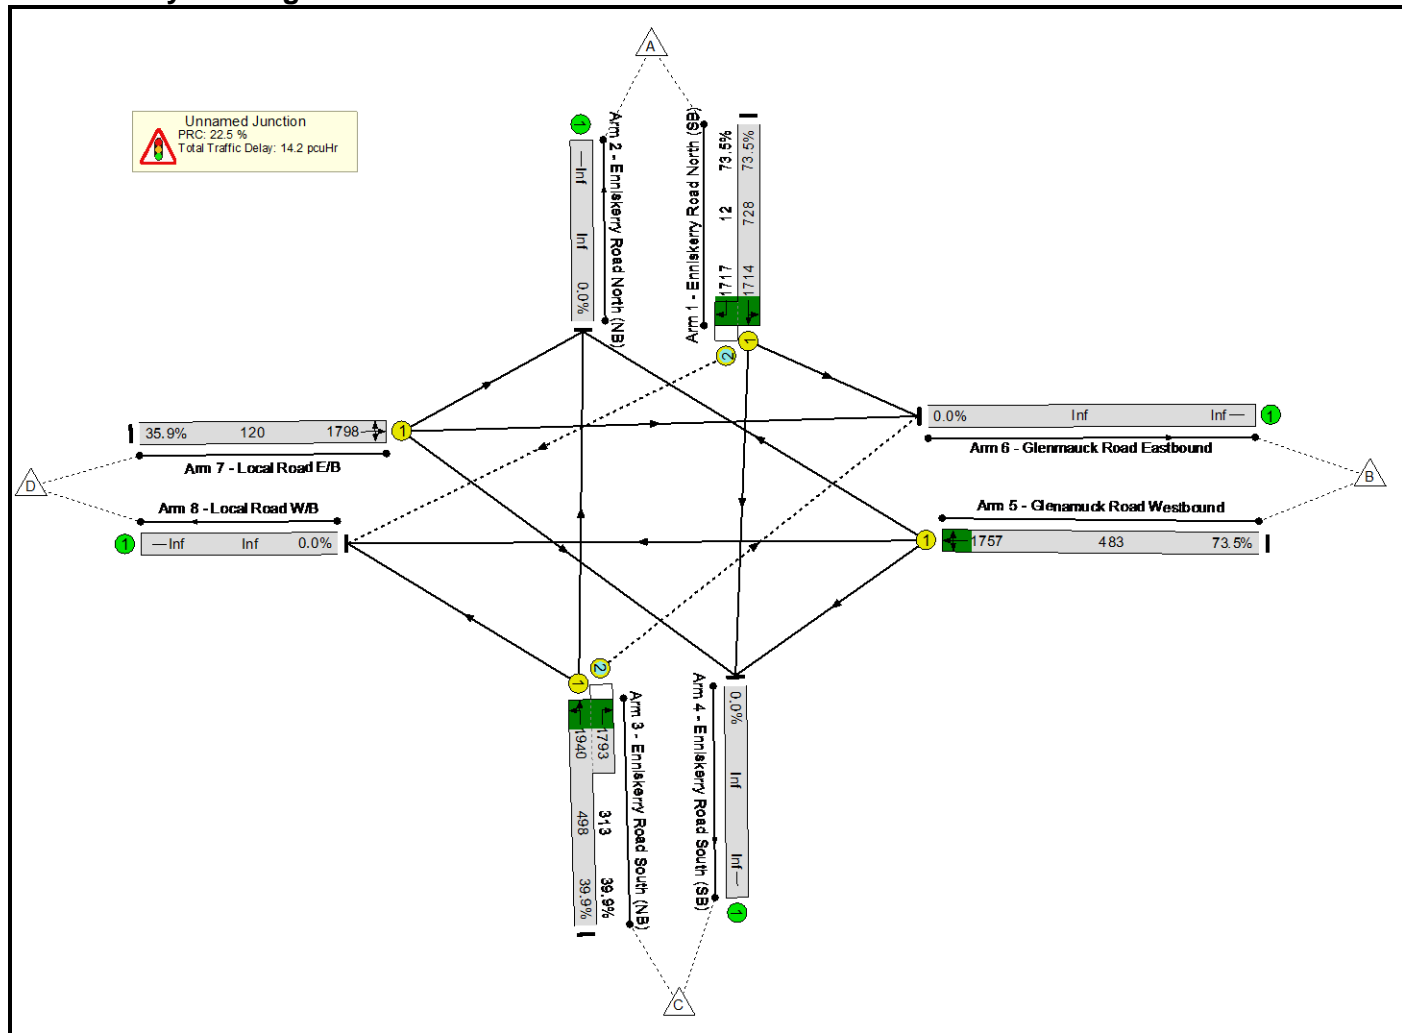 A
Unnamed Junction
PRC: 22.5 %
Total Traffic Delay: 14.2 pcuHr
1
Arm 2 - Enniskerry Road North (NB)
Inf
Inf
0.0%
Arm 1 - Enniskerry Road North (SB)
73.5%
12
1717
73.5%
728
1714
2
1
35.9%
120
1798
1
Arm 7 - Local Road E/B
0.0%
Inf
Inf
1
Arm 6 - Glenmauck Road Eastbound
D
B
Arm 8 - Local Road W/B
1
Inf
Inf
0.0%
Arm 5 - Glenamuck Road Westbound
1
1757
483
73.5%
1
2
1940
498
39.9%
1793
313
39.9%
Arm 3 - Enniskerry Road South (NB)
Arm 4 - Enniskerry Road South (SB)
0.0%
Inf
Inf
1
C